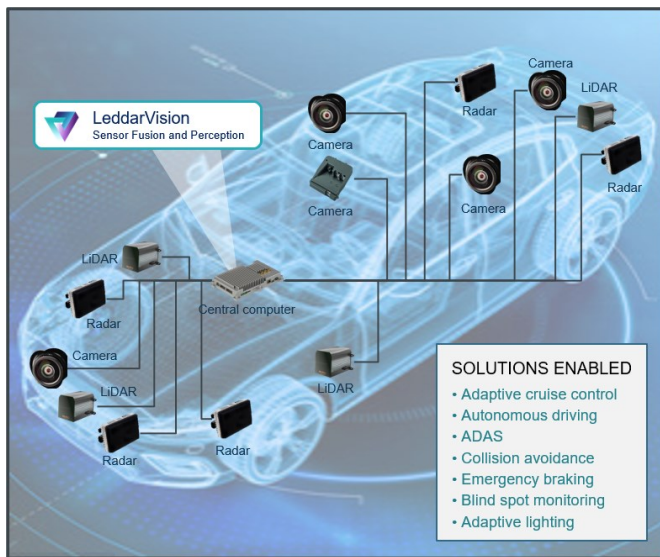 LeddarVision
Sensor Fusion and Perception
Camera
Camera
Radar
Camera
LiDAR
Radar
Camera
LiDAR
Radar
Central computer
Camera
LiDAR
LiDAR
Radar
Radar
SOLUTIONS ENABLED
• Adaptive cruise control
• Autonomous driving
• ADAS
• Collision avoidance
• Emergency braking
• Blind spot monitoring
• Adaptive lighting